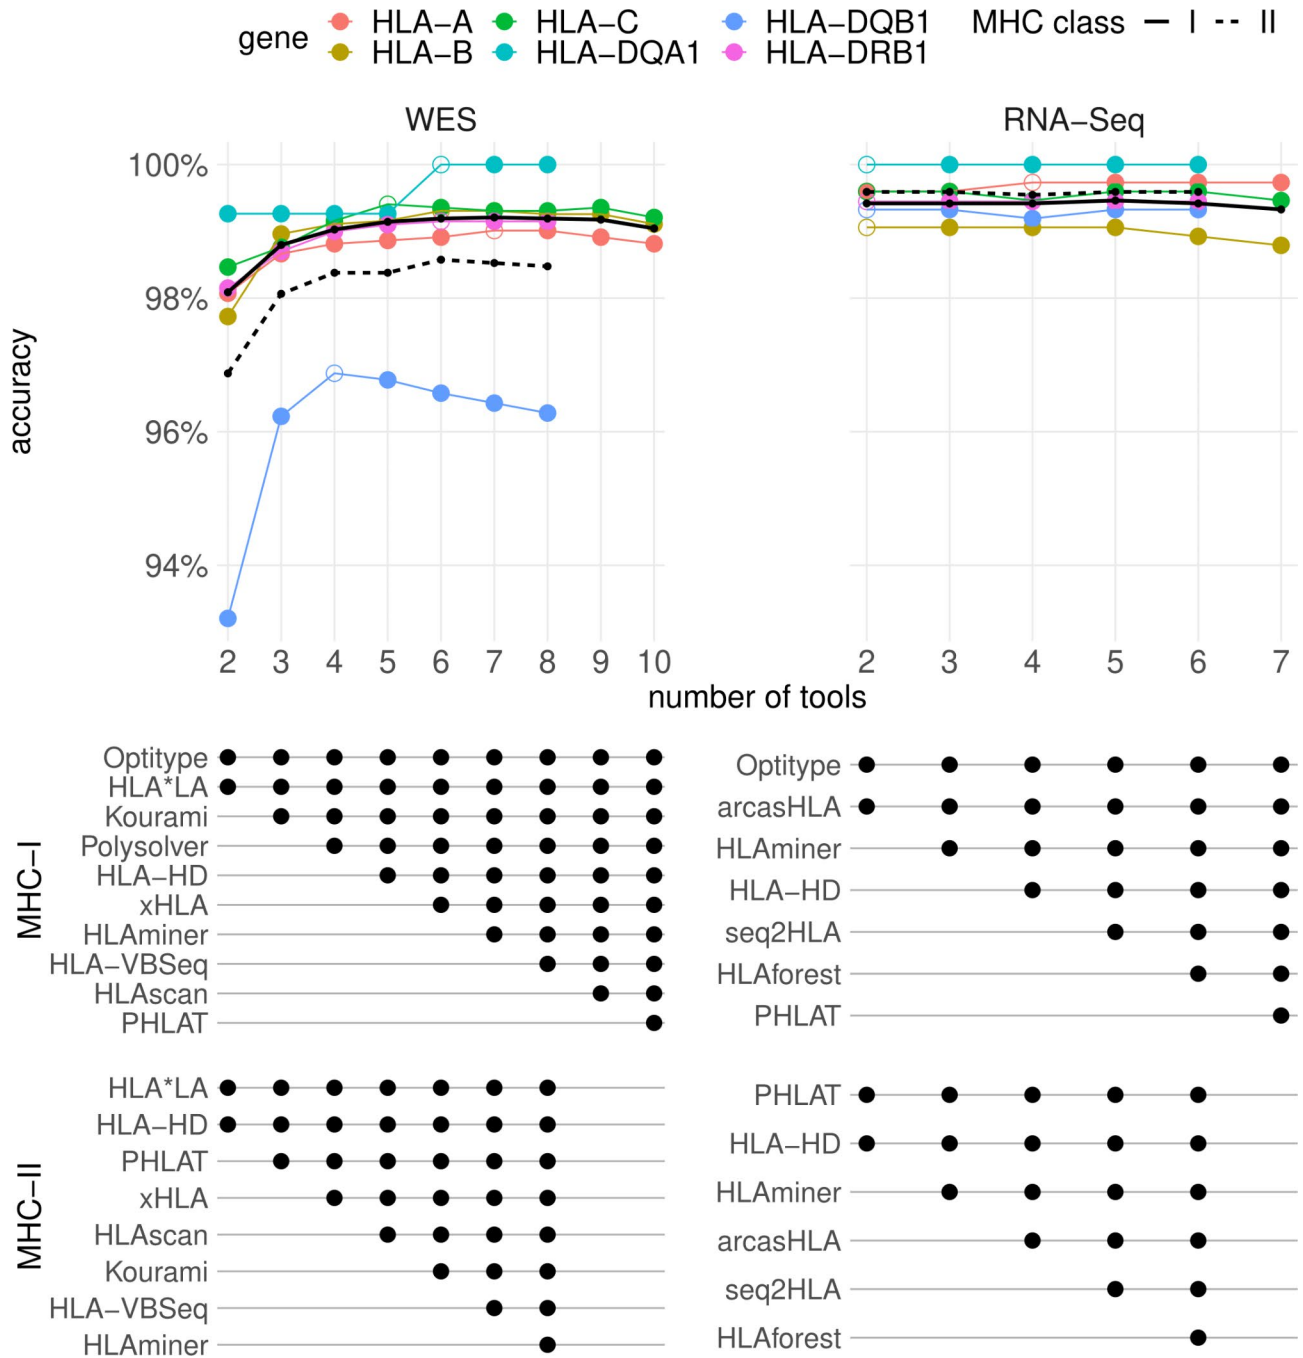 gene HLA−A HLA−C HLA−DQB1 MHC class I II
HLA−B HLA−DQA1 HLA−DRB1
WES RNA−Seq
accuracy
100%
98%
96%
94%
2 3 4 5 6 7 8 9 10 2 3 4 5 6 7
number of tools
MHC−I
Optitype
HLA*LA
Kourami
Polysolver
HLA−HD
xHLA
HLAminer
HLA−VBSeq
HLAscan
PHLAT
Optitype
arcasHLA
HLAminer
HLA−HD
seq2HLA
HLAforest
PHLAT
MHC−II
HLA*LA
HLA−HD
PHLAT
xHLA
HLAscan
Kourami
HLA−VBSeq
HLAminer
PHLAT
HLA−HD
HLAminer
arcasHLA
seq2HLA
HLAforest